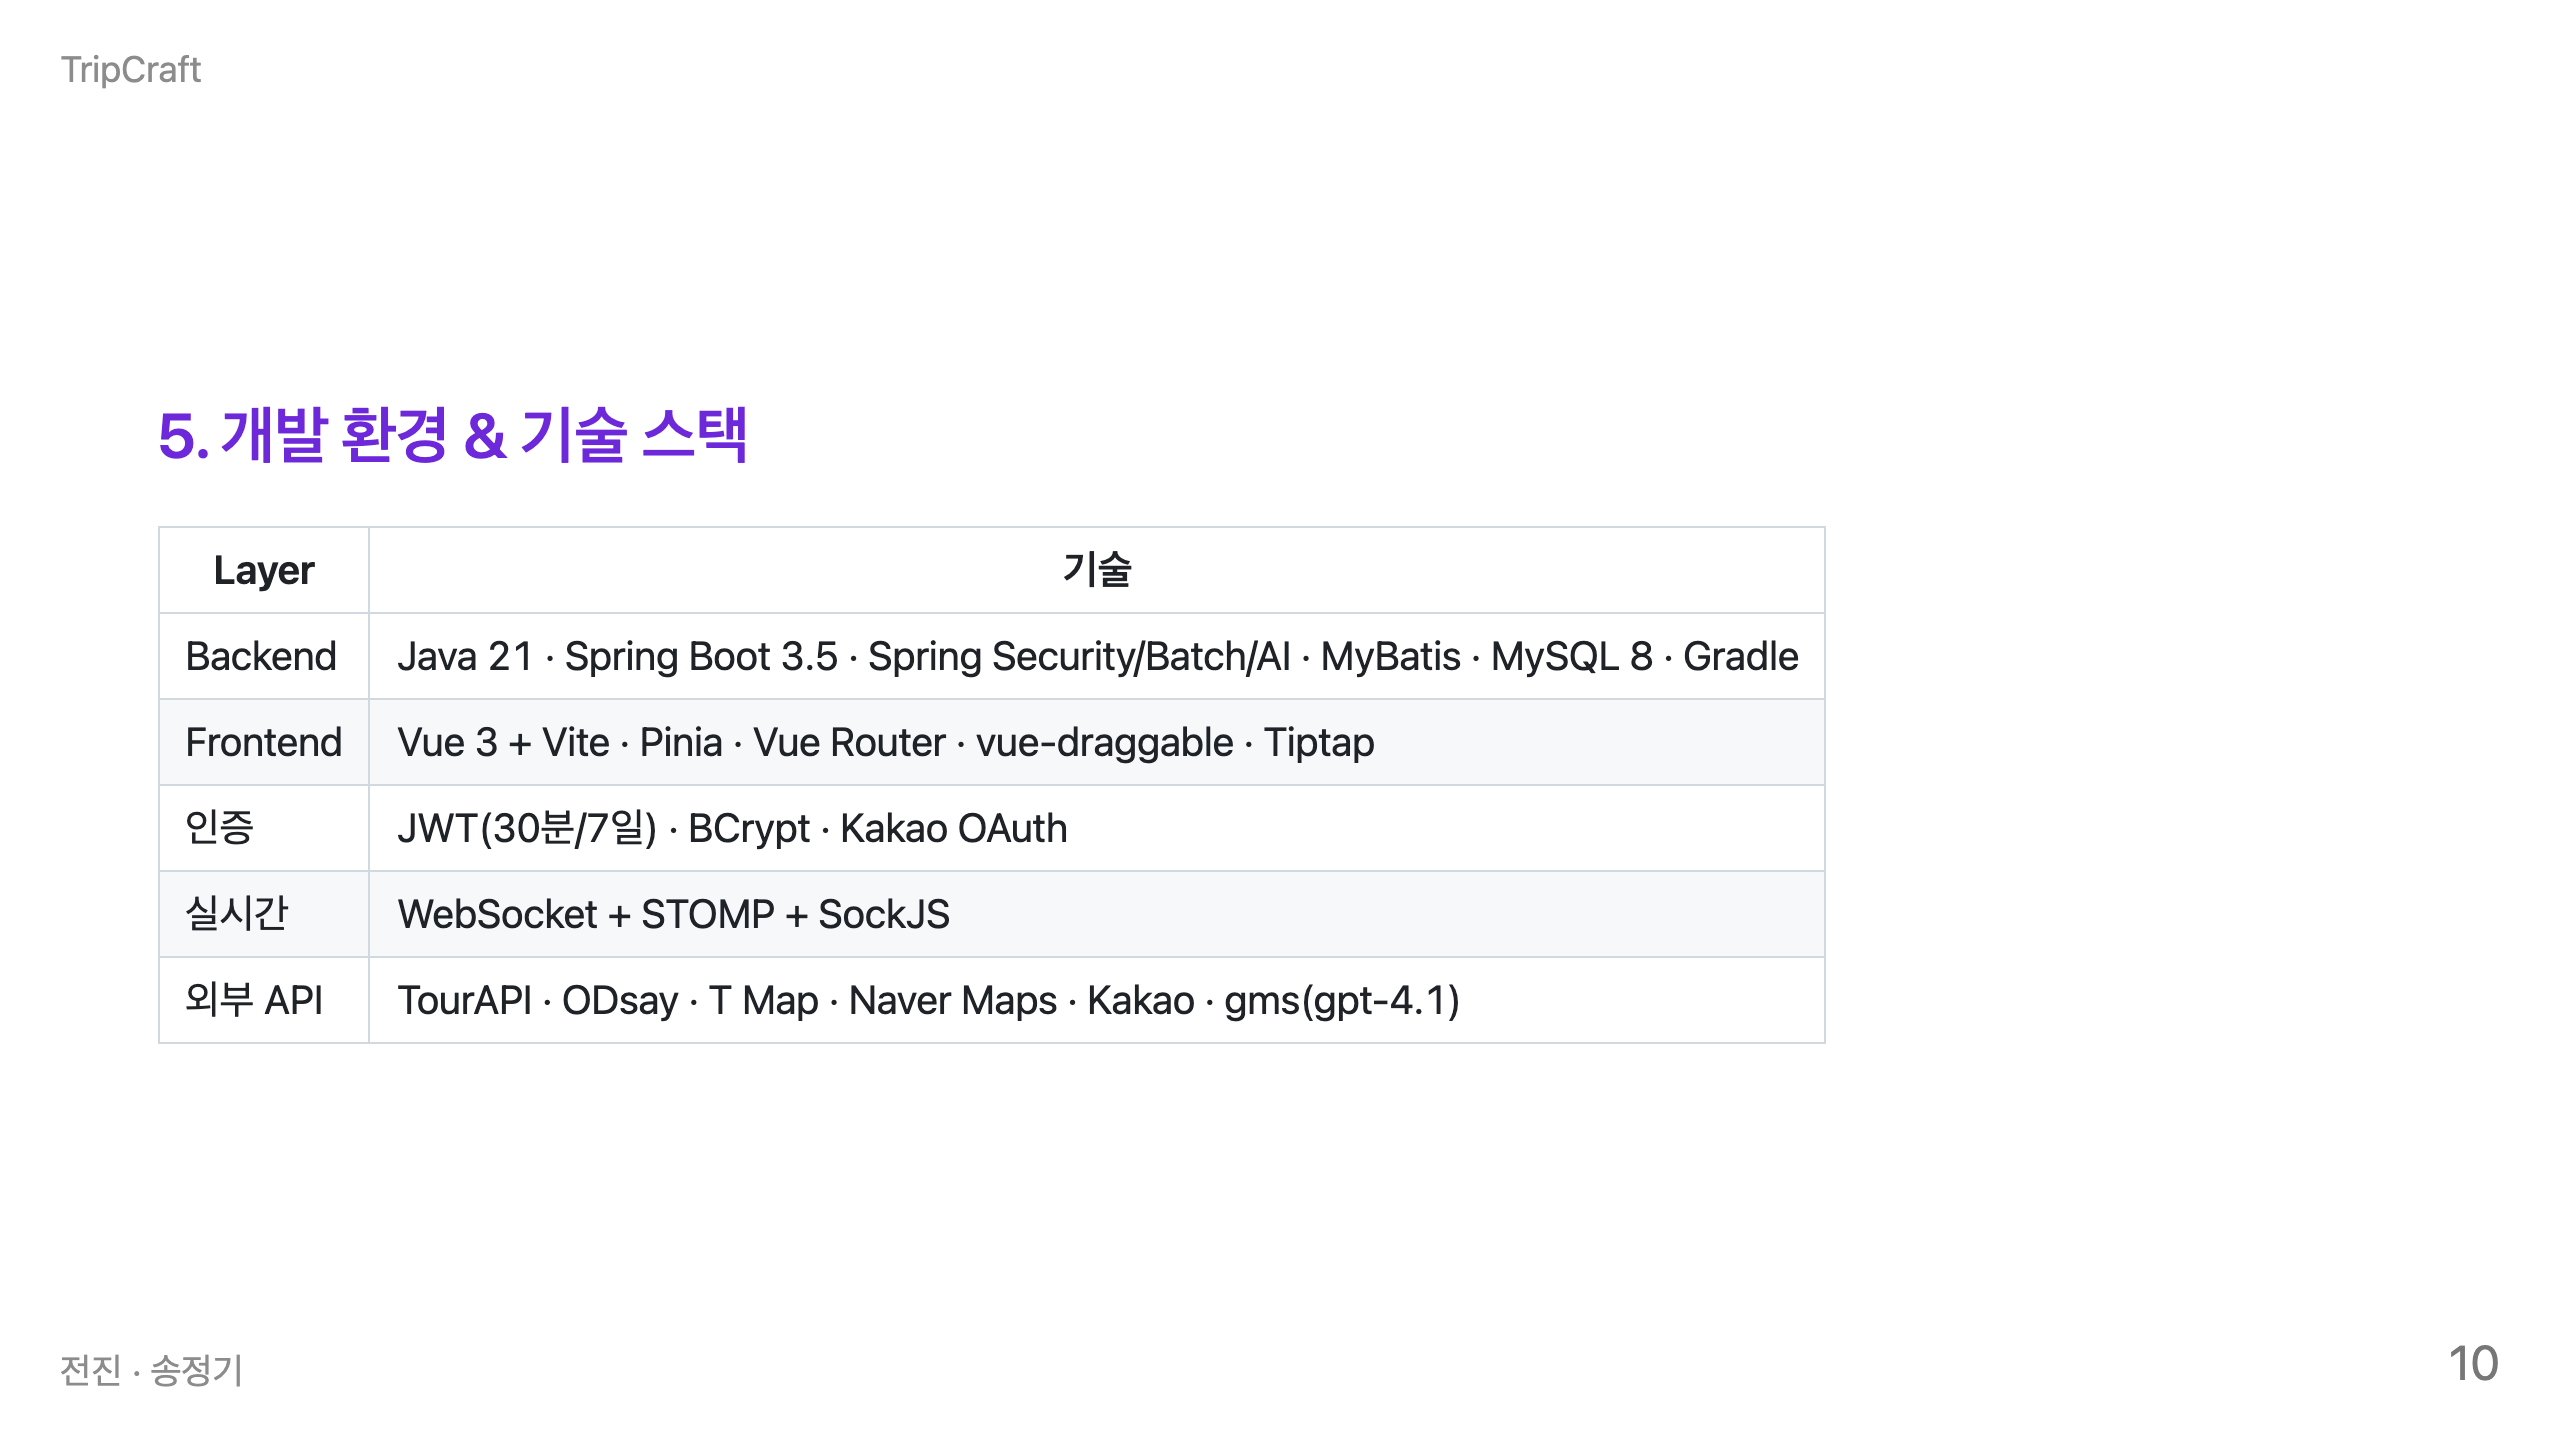 TripCraft
5. 개발 환경 & 기술 스택
Layer 기술
Backend Java 21 · Spring Boot 3.5 · Spring Security/Batch/AI · MyBatis · MySQL 8 · Gradle
Frontend Vue 3 + Vite · Pinia · Vue Router · vue-draggable · Tiptap
인증 JWT(30분/7일) · BCrypt · Kakao OAuth
실시간 WebSocket + STOMP + SockJS
외부 API TourAPI · ODsay · T Map · Naver Maps · Kakao · gms(gpt-4.1)
전진 · 송정기
10